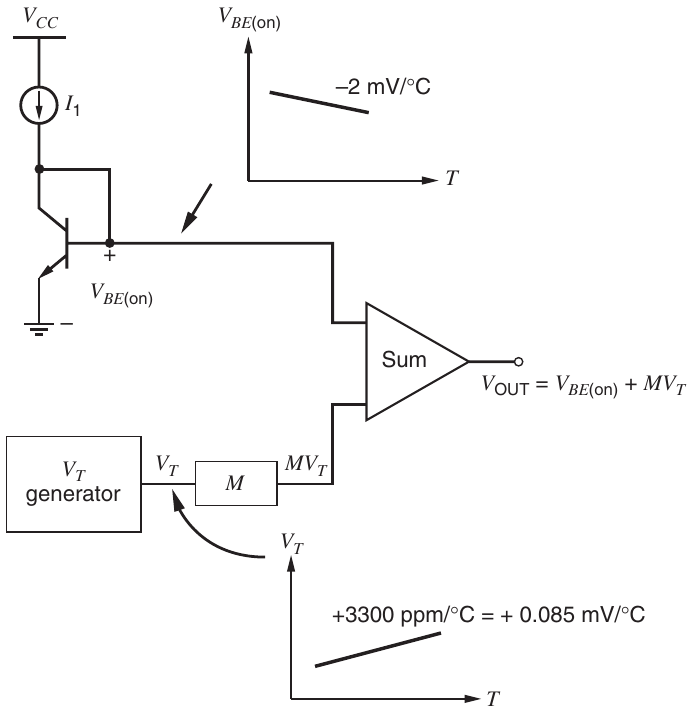 V_CC
V_BE(on)
–2 mV/°C
I_1
T
+
V_BE(on)
–
Sum
V_OUT = V_BE(on) + MV_T
V_T
generator
V_T
M
MV_T
V_T
+3300 ppm/°C = + 0.085 mV/°C
T